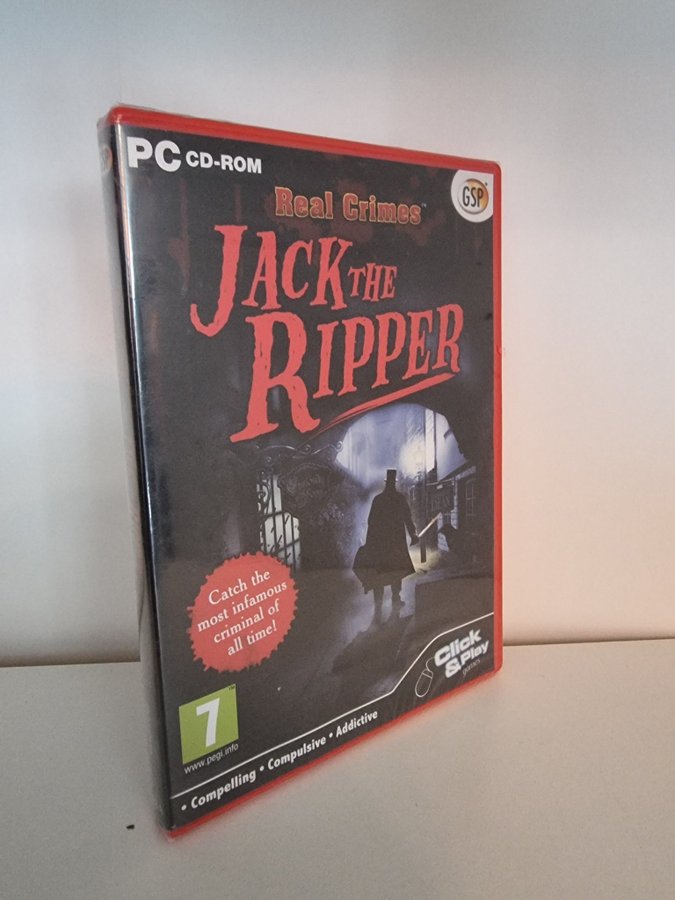 PC CD-ROM
GSP
Real Crimes™
JACK THE
RIPPER
Catch the
most infamous
criminal of
all time!
Click
& Play
games
7
www.pegi.info
• Compelling • Compulsive • Addictive